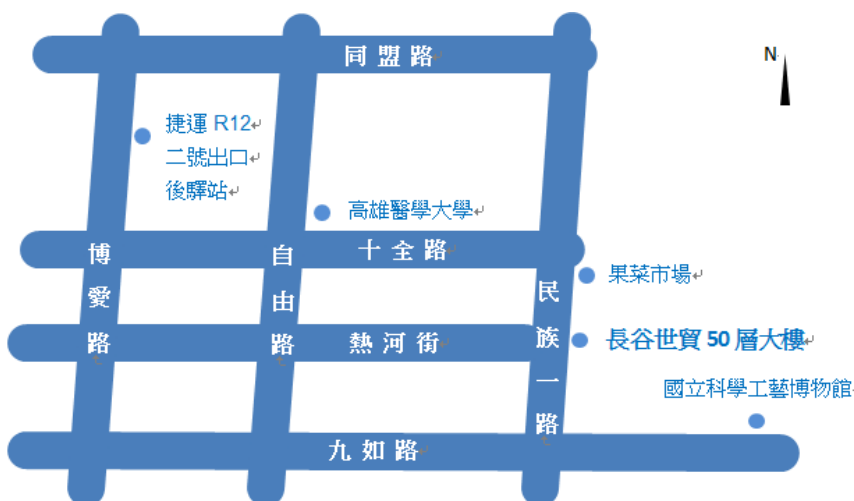 同盟路
N
捷運 R12
二號出口
後驛站
高雄醫學大學
十全路
博愛路
自由路
民族一路
果菜市場
熱河街
長谷世貿 50 層大樓
國立科學工藝博物館
九如路